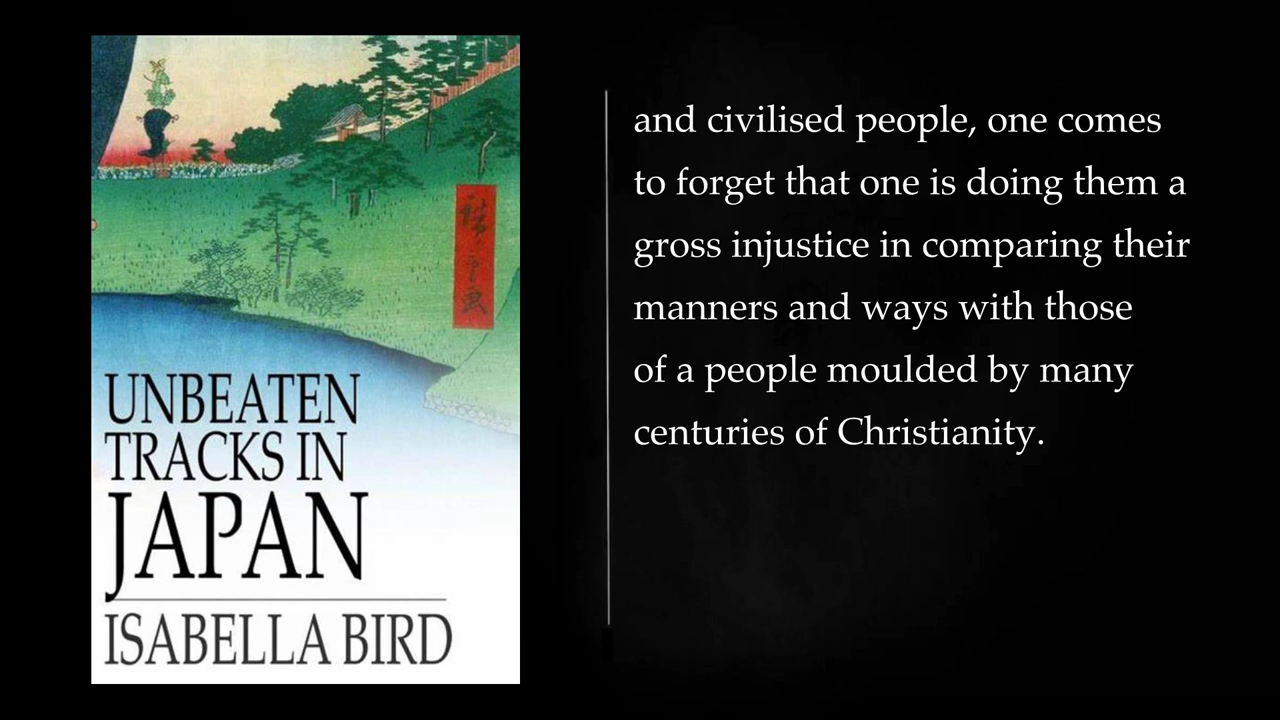 UNBEATEN
TRACKS IN
JAPAN
ISABELLA BIRD
and civilised people, one comes
to forget that one is doing them a
gross injustice in comparing their
manners and ways with those
of a people moulded by many
centuries of Christianity.